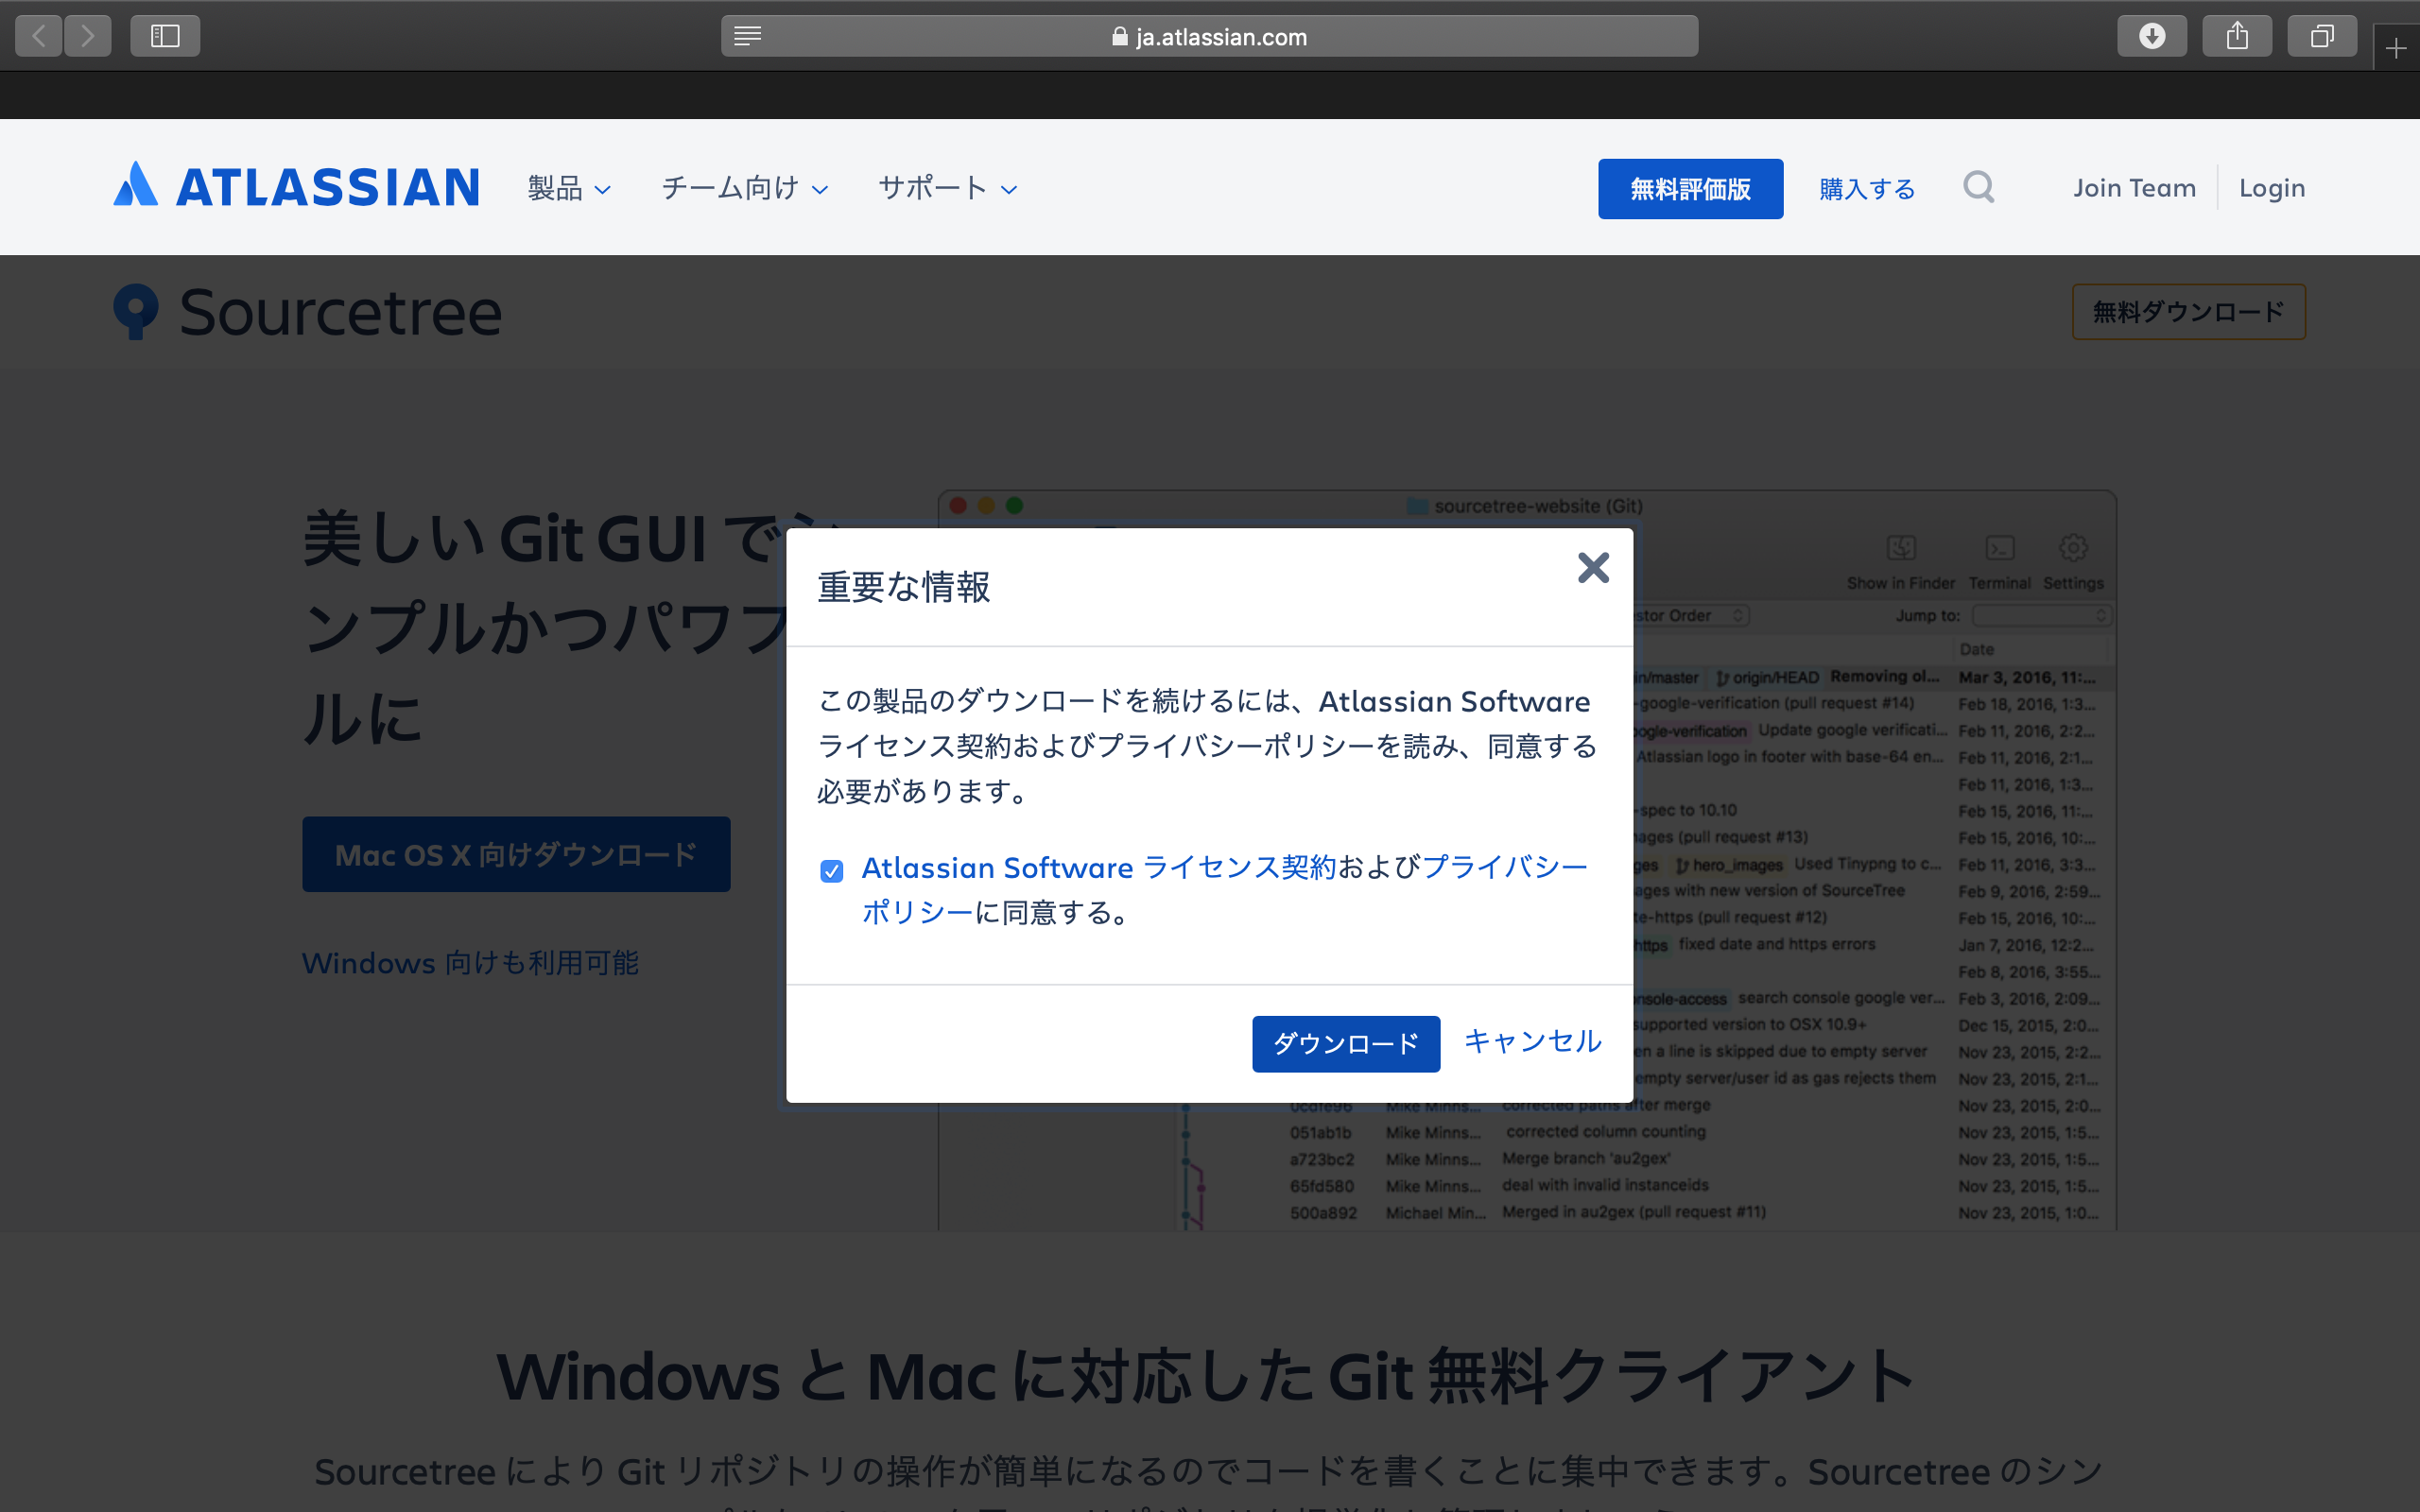 ja.atlassian.com
ATLASSIAN
製品
チーム向け
サポート
無料評価版
購入する
Join Team
Login
Sourcetree
無料ダウンロード
美しい Git GUI で
ンプルかつパワフ
ルに
Mac OS X 向けダウンロード
Windows 向けも利用可能
重要な情報
この製品のダウンロードを続けるには、Atlassian Software
ライセンス契約およびプライバシーポリシーを読み、同意する
必要があります。
Atlassian Software ライセンス契約およびプライバシー
ポリシーに同意する。
ダウンロード
キャンセル
sourcetree-website (Git)
Show in Finder Terminal Settings
stor Order Jump to:
Date
n/master origin/HEAD Removing ol... Mar 3, 2016, 11:...
-google-verification (pull request #14) Feb 18, 2016, 1:3...
ogle-verification Update google verificati... Feb 11, 2016, 2:2...
Atlassian logo in footer with base-64 en... Feb 11, 2016, 2:1...
Feb 11, 2016, 1:3...
-spec to 10.10 Feb 15, 2016, 11:...
ages (pull request #13) Feb 15, 2016, 10:...
ges hero_images Used Tinypng to c... Feb 11, 2016, 3:3...
ages with new version of SourceTree Feb 9, 2016, 2:59...
te-https (pull request #12) Feb 15, 2016, 10:...
https fixed date and https errors Jan 7, 2016, 12:2...
Feb 8, 2016, 3:55...
nsole-access search console google ver... Feb 3, 2016, 2:09...
supported version to OSX 10.9+ Dec 15, 2015, 2:0...
en a line is skipped due to empty server Nov 23, 2015, 2:2...
empty server/user id as gas rejects them Nov 23, 2015, 2:1...
0cdfe96 Mike Minns... corrected paths after merge Nov 23, 2015, 2:0...
051ab1b Mike Minns... corrected column counting Nov 23, 2015, 1:5...
a723bc2 Mike Minns... Merge branch 'au2gex' Nov 23, 2015, 1:5...
65fd580 Mike Minns... deal with invalid instanceids Nov 23, 2015, 1:5...
500a892 Michael Min... Merged in au2gex (pull request #11) Nov 23, 2015, 1:0...
Windows と Mac に対応した Git 無料クライアント
Sourcetree により Git リポジトリの操作が簡単になるのでコードを書くことに集中できます。Sourcetree のシン